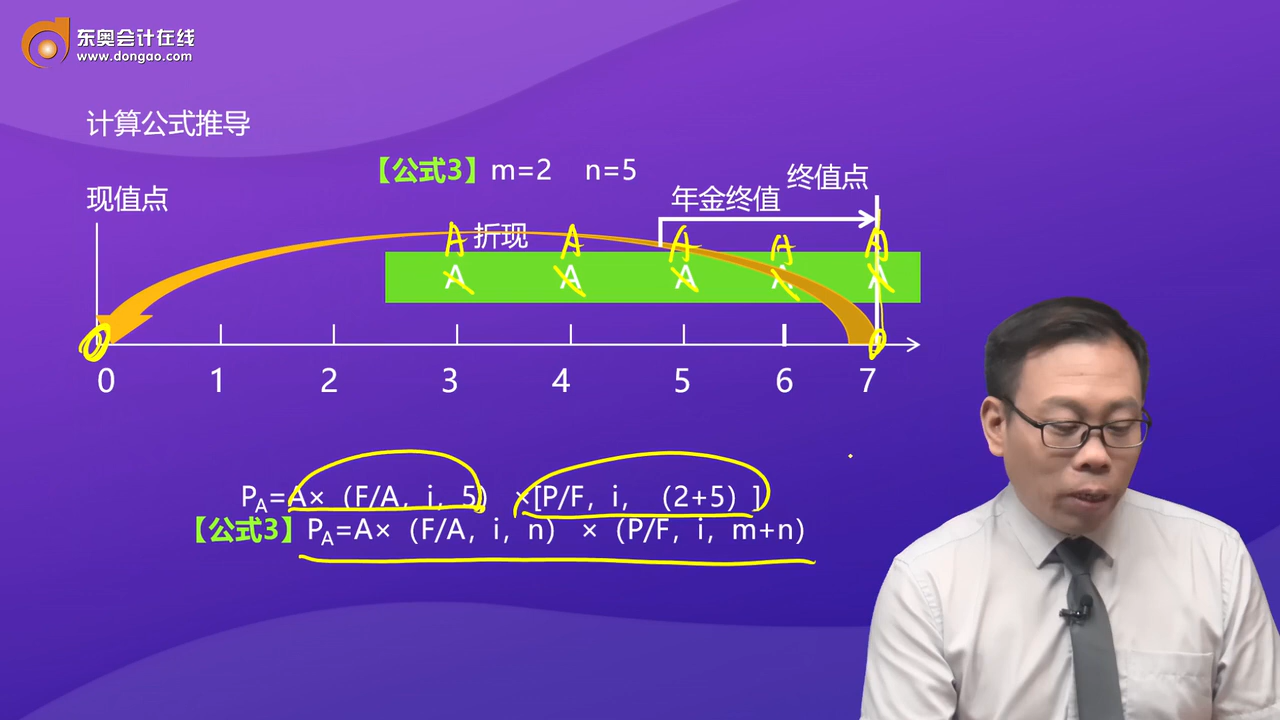 东奥会计在线
www.dongao.com
计算公式推导
【公式3】m=2 n=5
终值点
现值点
年金终值
A 折现 A A A A
A A A A A
0 1 2 3 4 5 6 7
PA=A×（F/A，i，5）×[P/F，i，（2+5）]
【公式3】PA=A×（F/A，i，n）×（P/F，i，m+n）